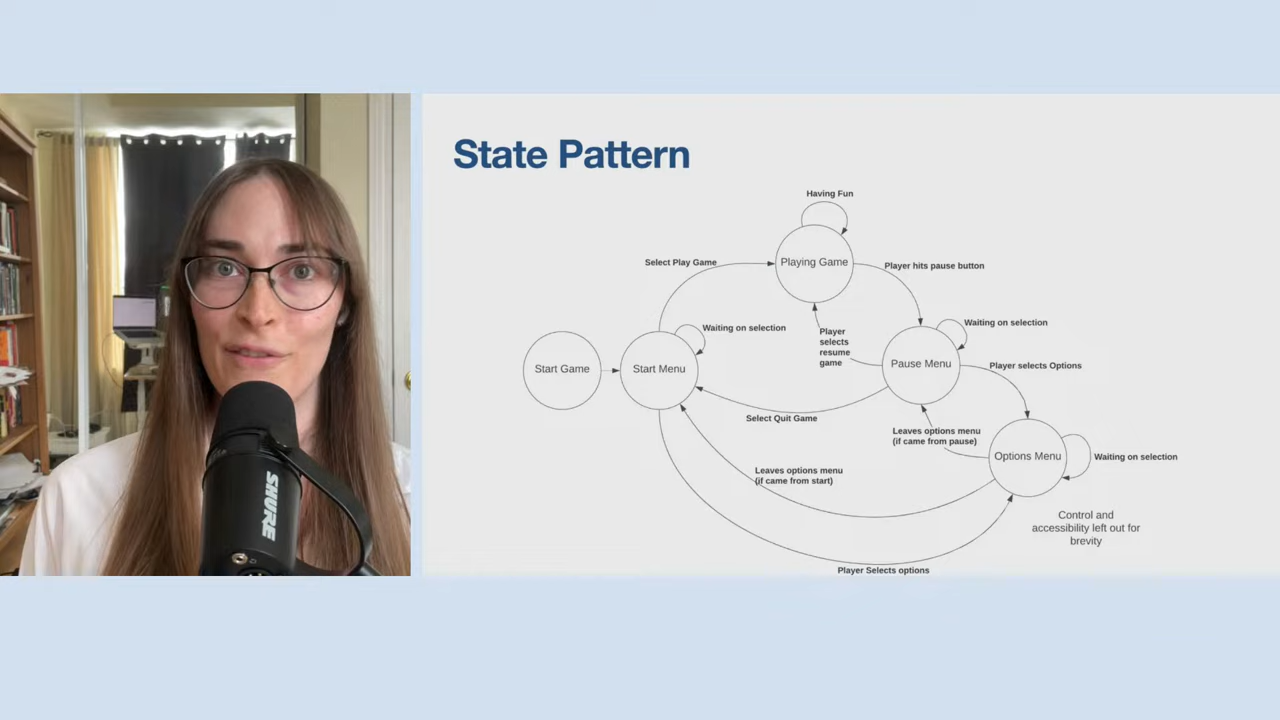 State Pattern
Having Fun
Select Play Game
Playing Game
Player hits pause button
Waiting on selection
Waiting on selection
Player
selects
resume
game
Start Game
Start Menu
Pause Menu
Player selects Options
Select Quit Game
Leaves options menu
(if came from pause)
Options Menu
Waiting on selection
Leaves options menu
(if came from start)
Control and
accessibility left out for
brevity
Player Selects options
SHURE